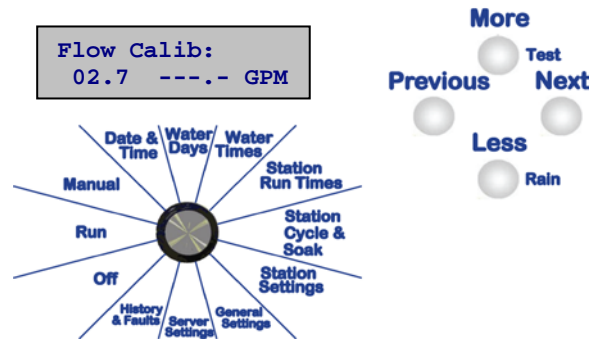 Flow Calib:
02.7 ---.- GPM
More
Test
Previous
Next
Less
Rain
Date &
Time
Water
Days
Water
Times
Station
Run Times
Station
Cycle &
Soak
Station
Settings
General
Settings
Server
Settings
History
& Faults
Off
Run
Manual